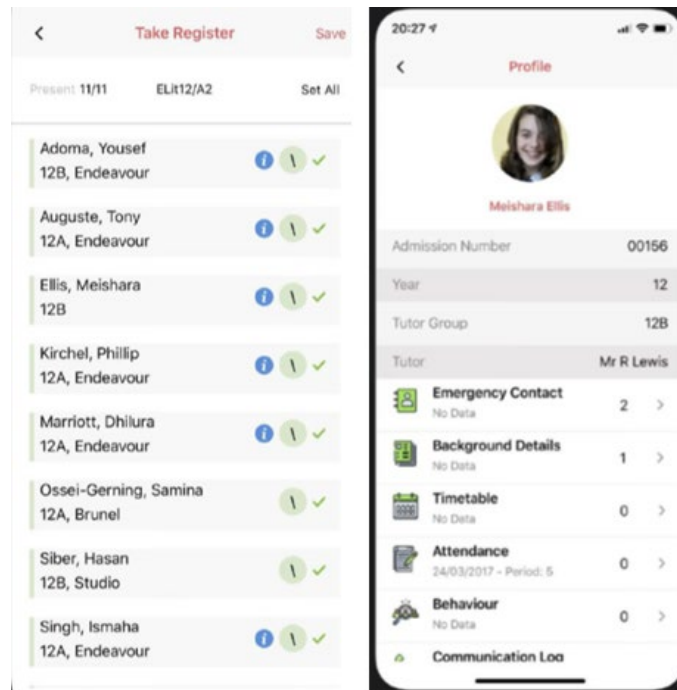 Take Register
Save
Present 11/11
ELit12/A2
Set All
Adoma, Yousef
12B, Endeavour
Auguste, Tony
12A, Endeavour
Ellis, Meishara
12B
Kirchel, Phillip
12A, Endeavour
Marriott, Dhilura
12A, Endeavour
Ossei-Gerning, Samina
12A, Brunel
Siber, Hasan
12B, Studio
Singh, Ismaha
12A, Endeavour
20:27
Profile
Meishara Ellis
Admission Number 00156
Year 12
Tutor Group 12B
Tutor Mr R Lewis
Emergency Contact
No Data
2
Background Details
No Data
1
Timetable
No Data
0
Attendance
24/03/2017 - Period: 5
0
Behaviour
No Data
0
Communication Log